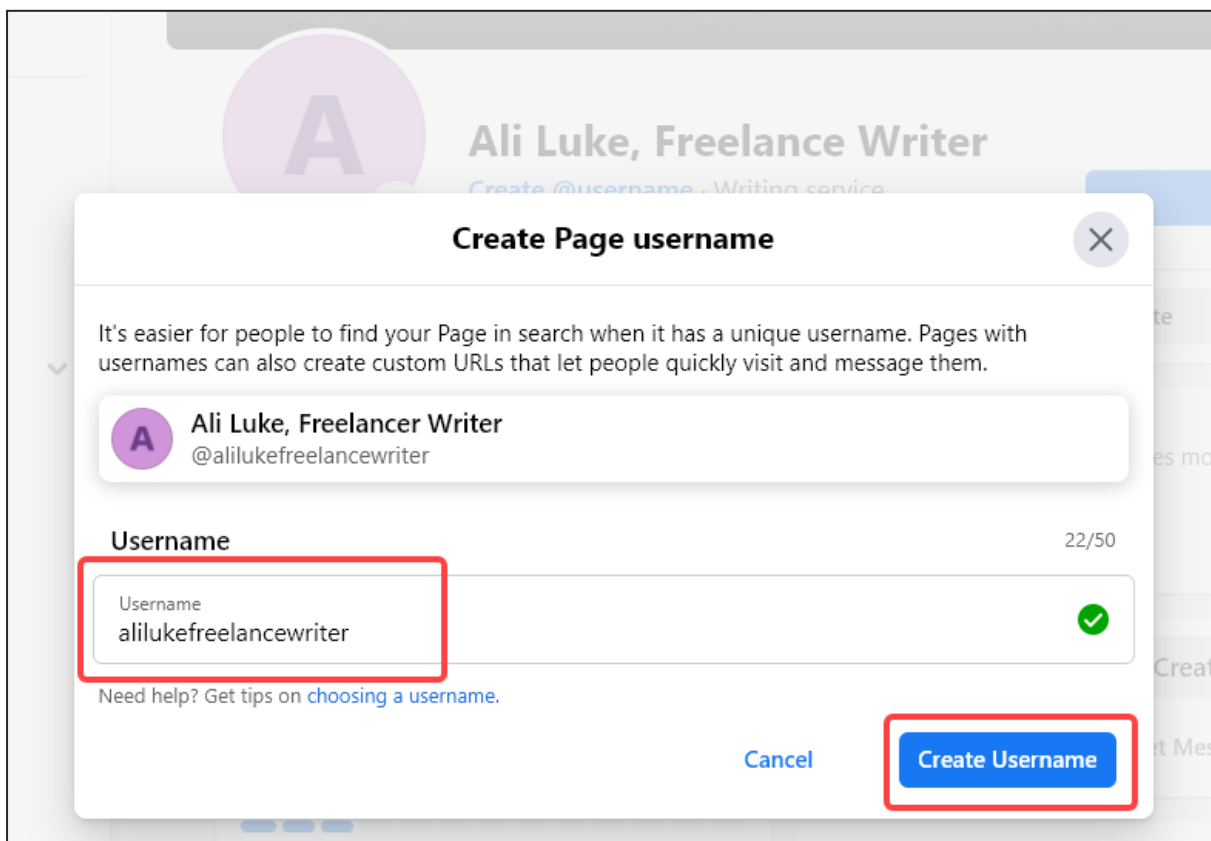 A
Ali Luke, Freelance Writer
Create @username · Writing service
Create Page username
It's easier for people to find your Page in search when it has a unique username. Pages with
usernames can also create custom URLs that let people quickly visit and message them.
A
Ali Luke, Freelancer Writer
@alilukefreelancewriter
Username
22/50
Username
alilukefreelancewriter
Need help? Get tips on choosing a username.
Cancel
Create Username